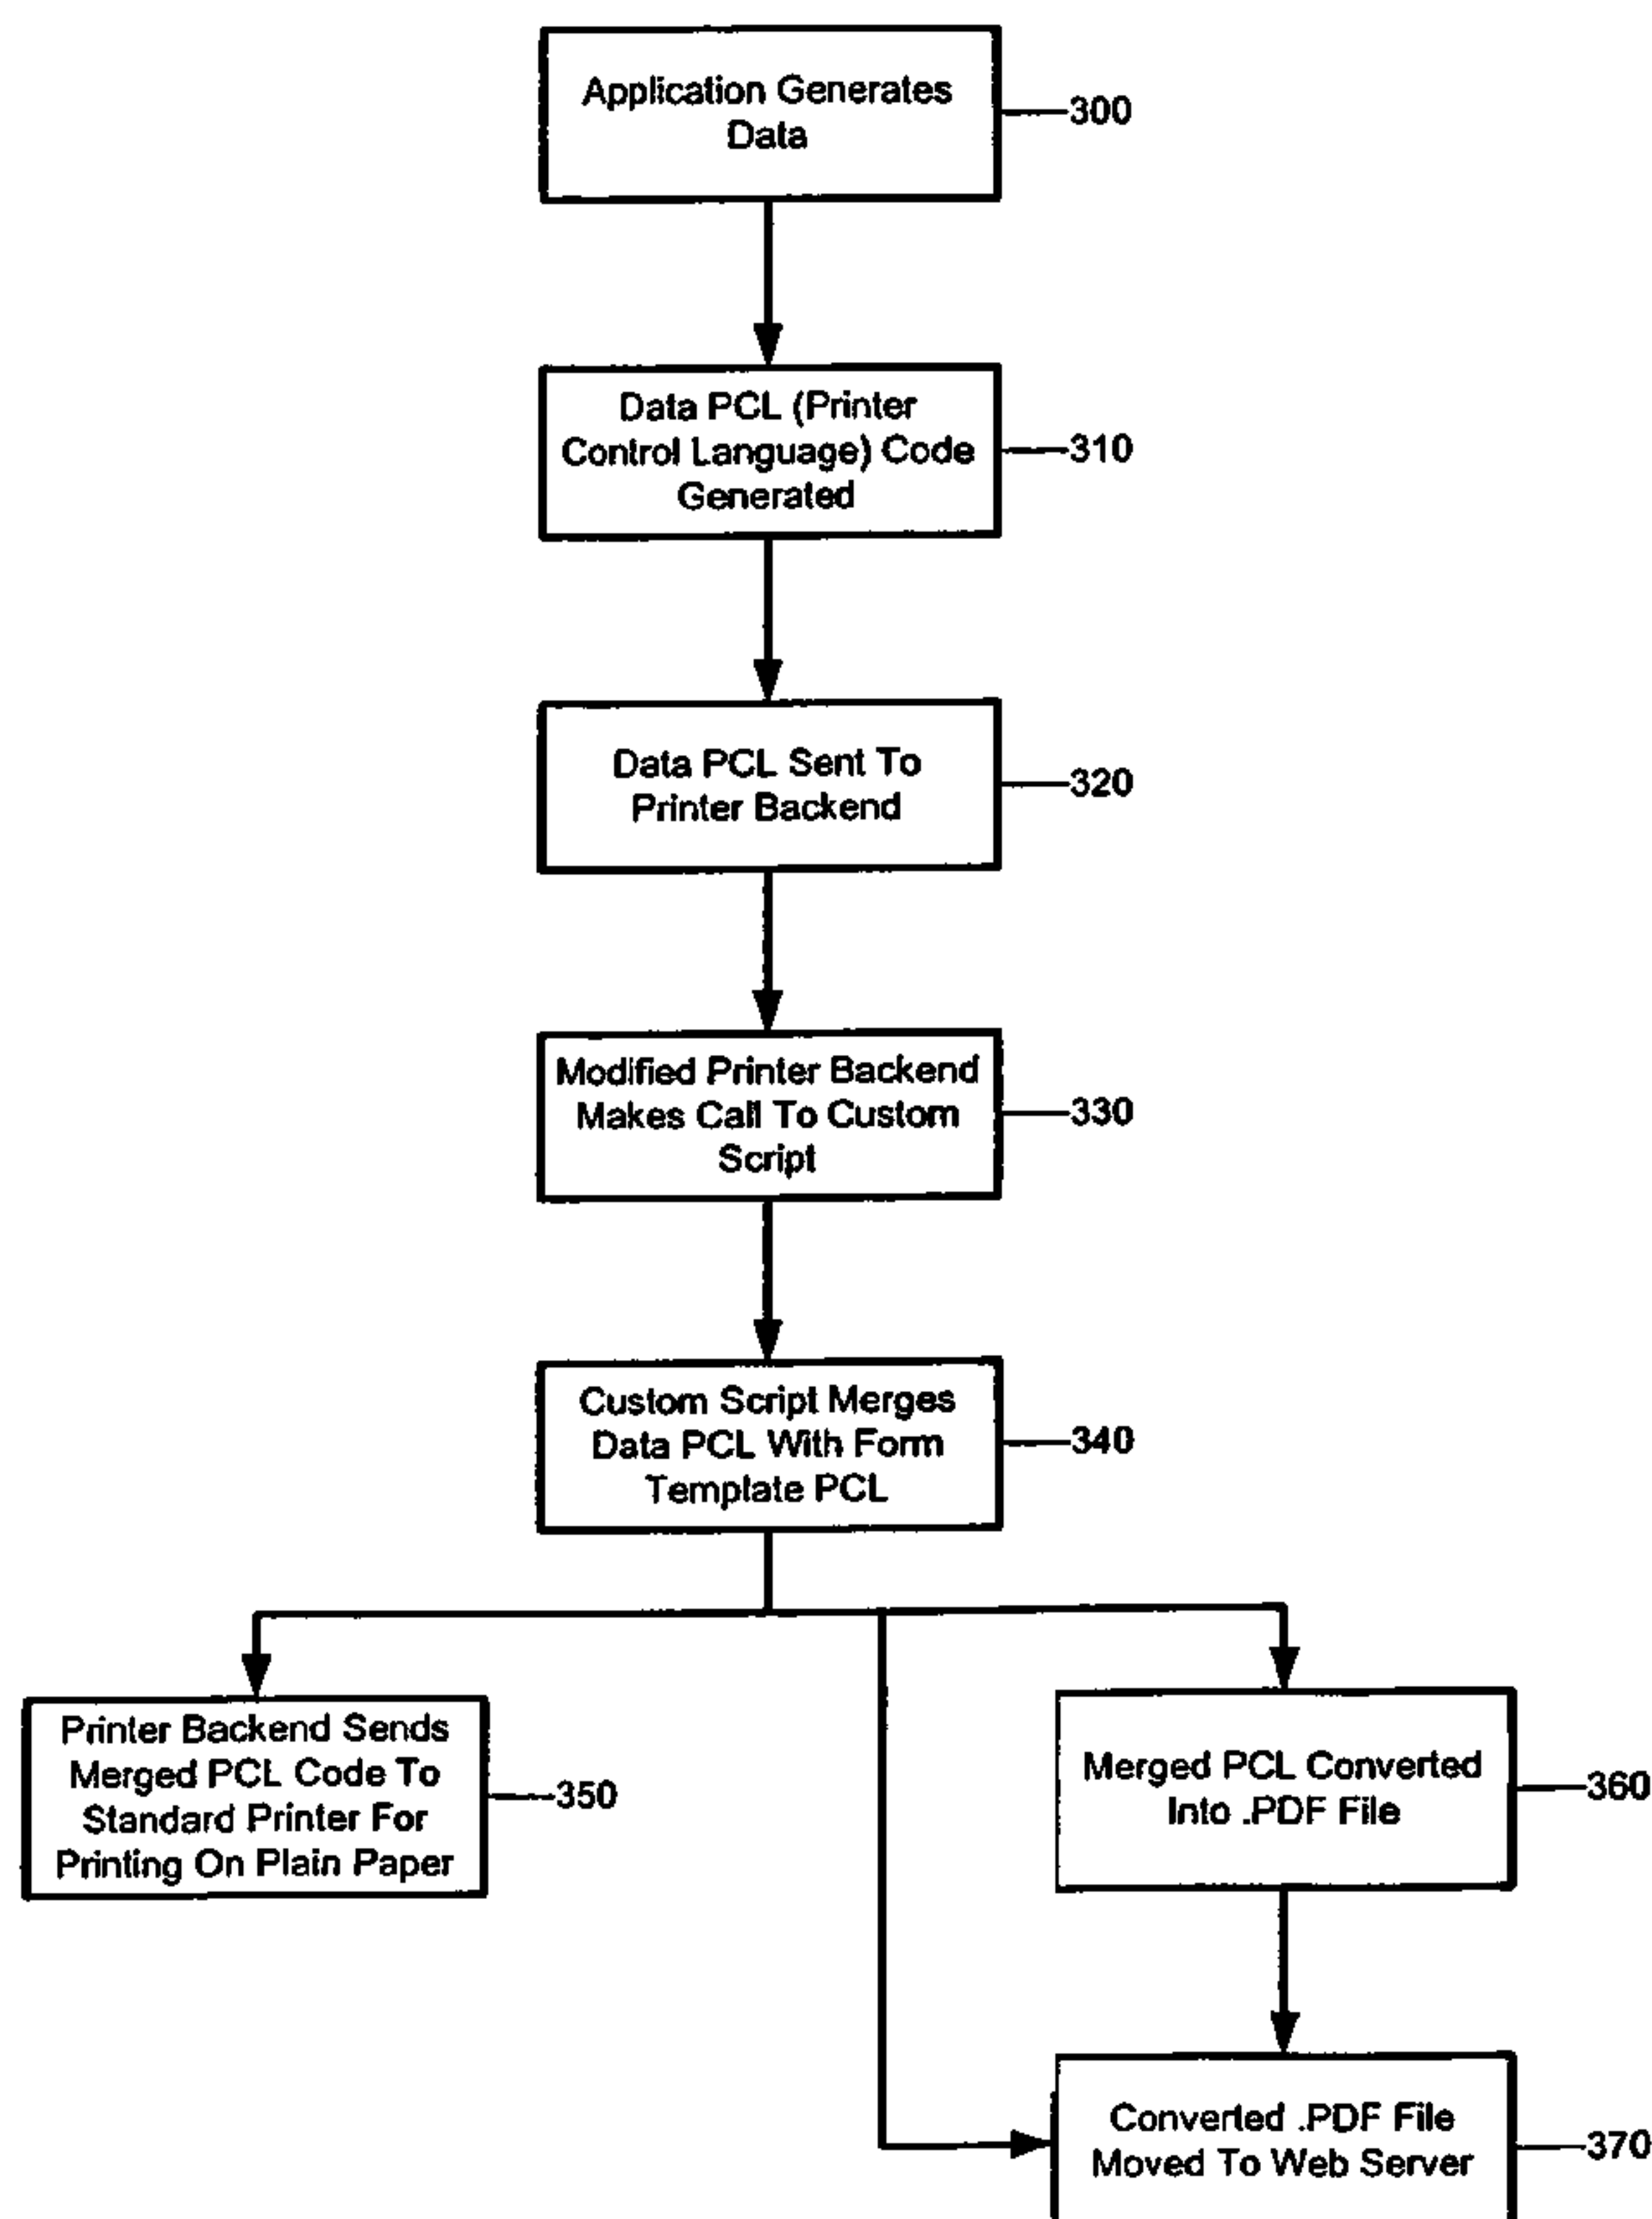 Application Generates
Data
300
Data PCL (Printer
Control Language) Code
Generated
310
Data PCL Sent To
Printer Backend
320
Modified Printer Backend
Makes Call To Custom
Script
330
Custom Script Merges
Data PCL With Form
Template PCL
340
Printer Backend Sends
Merged PCL Code To
Standard Printer For
Printing On Plain Paper
350
Merged PCL Converted
Into .PDF File
360
Converted .PDF File
Moved To Web Server
370